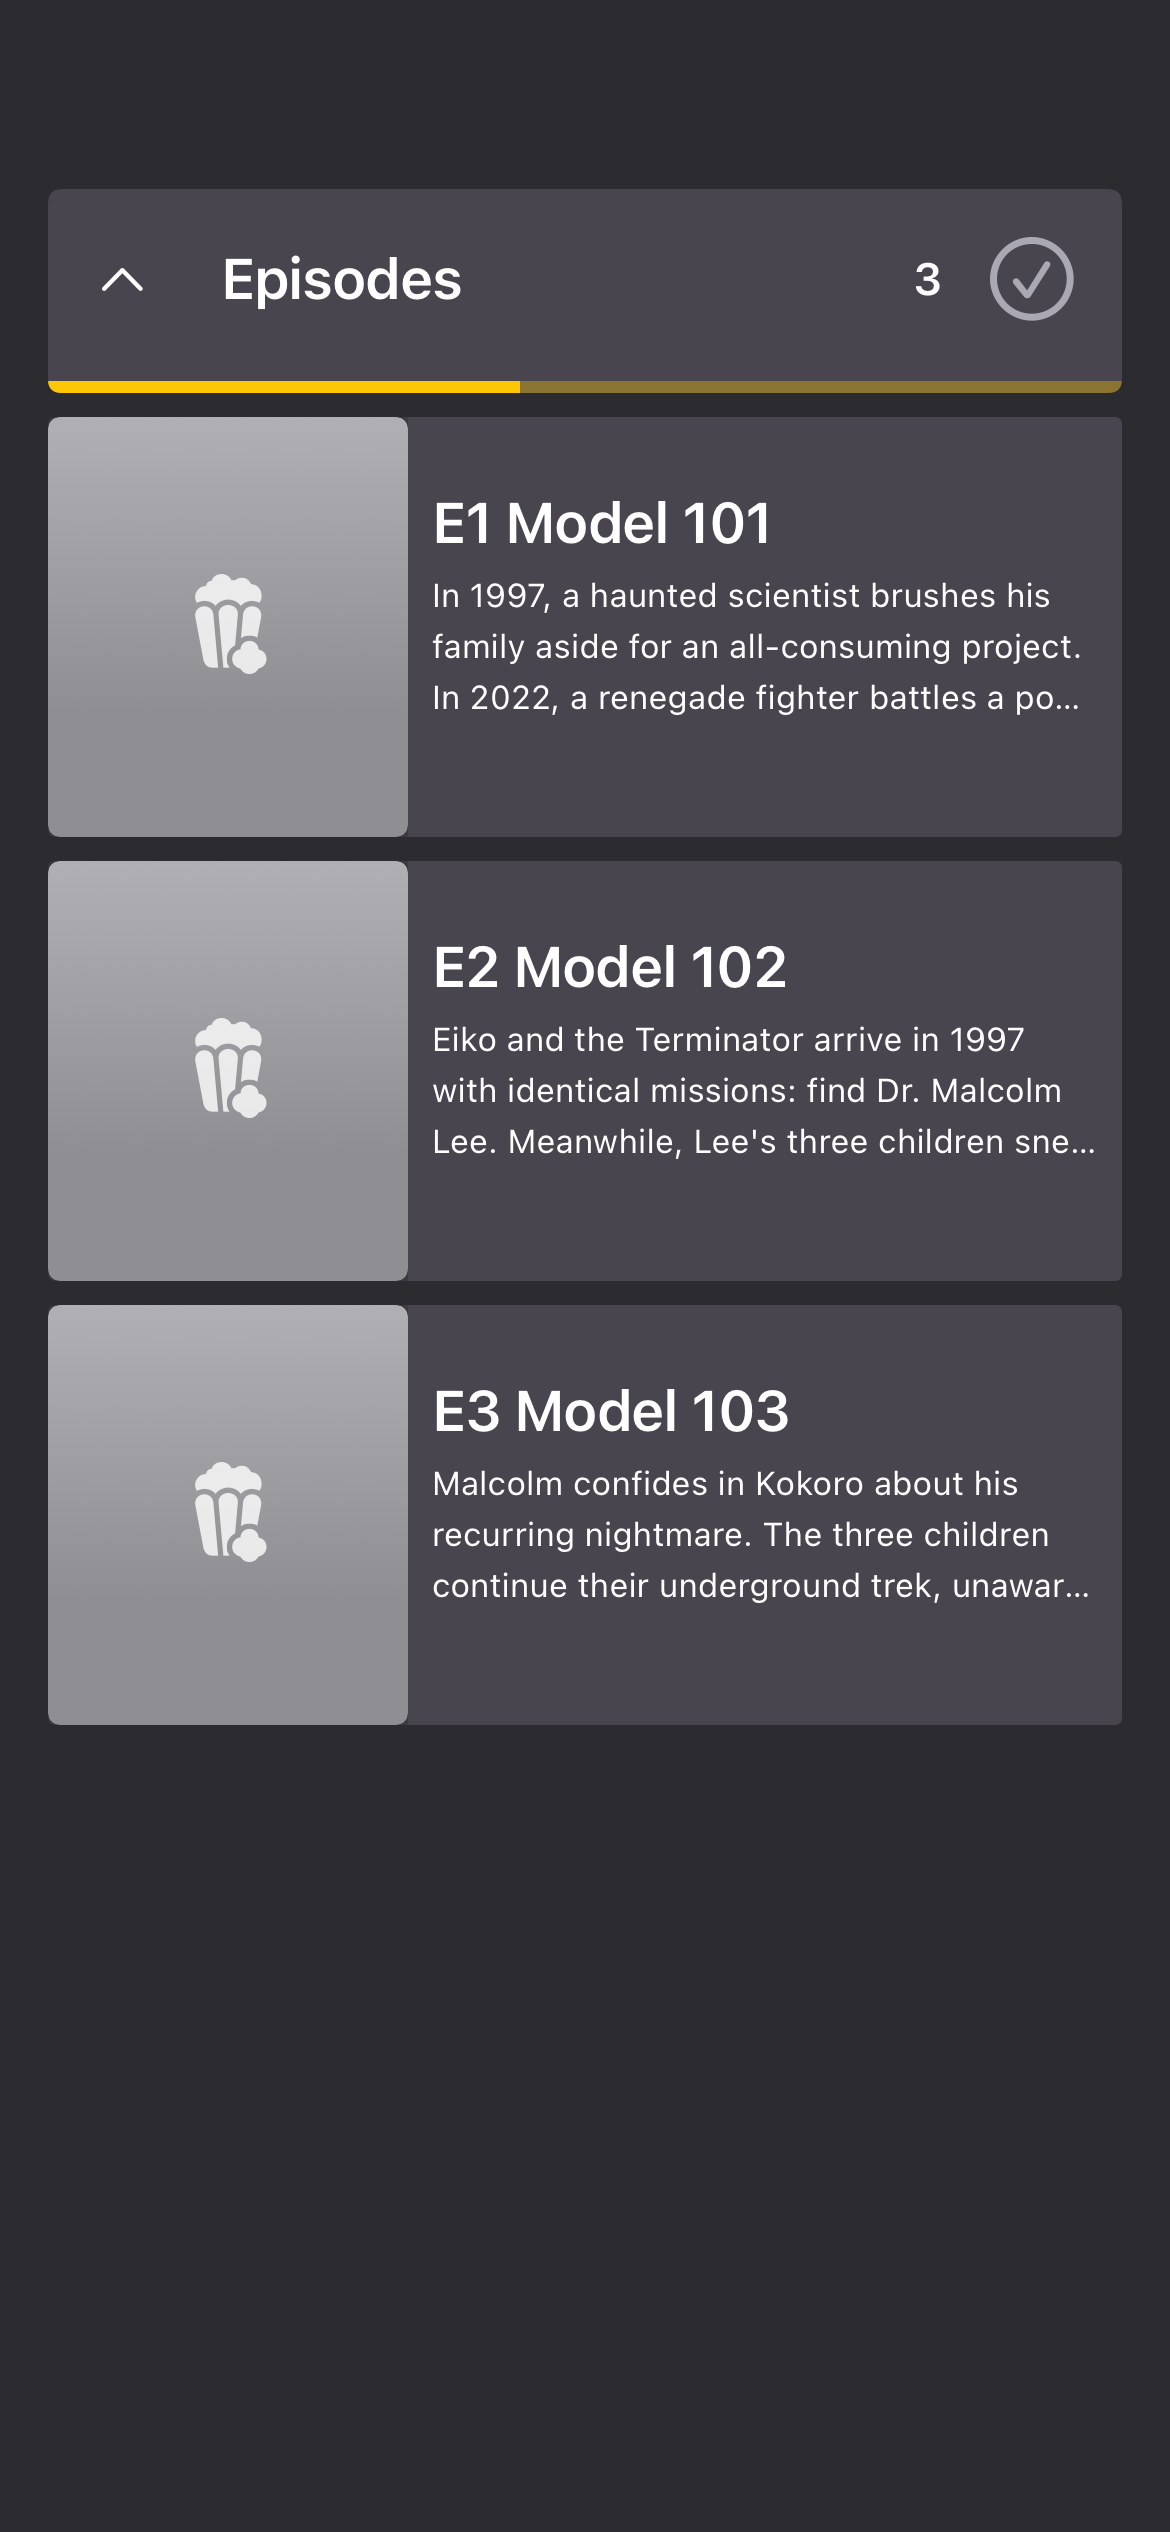 Episodes
3
E1 Model 101
In 1997, a haunted scientist brushes his
family aside for an all-consuming project.
In 2022, a renegade fighter battles a po...
E2 Model 102
Eiko and the Terminator arrive in 1997
with identical missions: find Dr. Malcolm
Lee. Meanwhile, Lee's three children sne...
E3 Model 103
Malcolm confides in Kokoro about his
recurring nightmare. The three children
continue their underground trek, unawar...